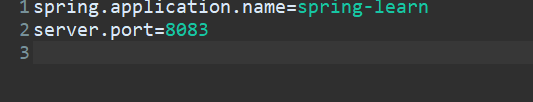 1 spring.application.name=spring-learn
2 server.port=8083
3